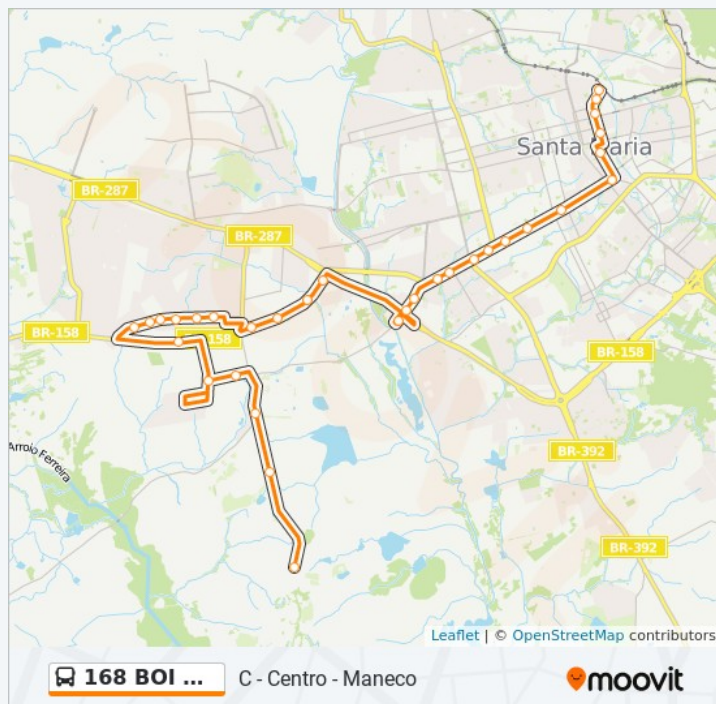 Santa Maria
BR-287
BR-287
BR-158
158
BR-158
BR-392
BR-392
Arroio Ferreira
Leaflet | © OpenStreetMap contributors
168 BOI ...
C - Centro - Maneco
moovit